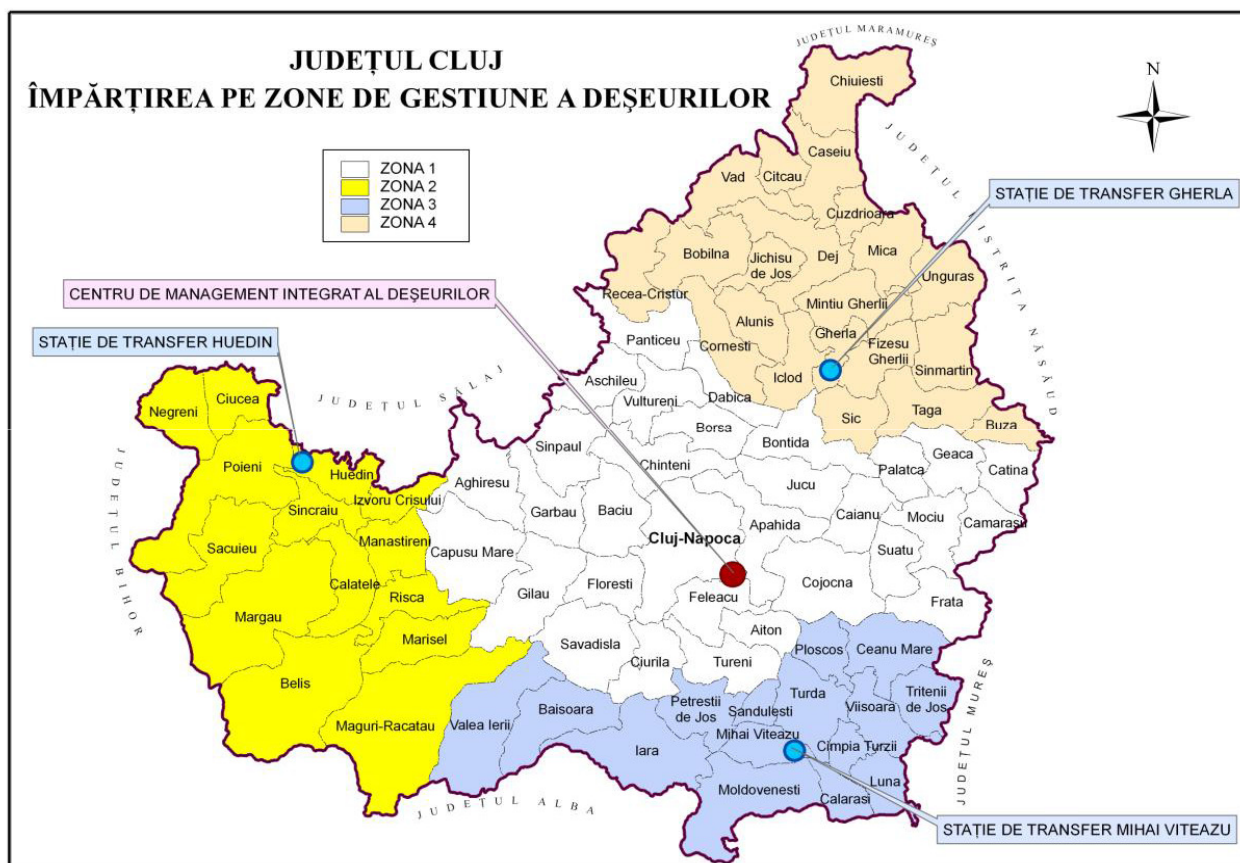 JUDEȚUL CLUJ
ÎMPĂRȚIREA PE ZONE DE GESTIUNE A DEŞEURILOR
JUDEȚUL MARAMUREȘ
N
ZONA 1
ZONA 2
ZONA 3
ZONA 4
STAȚIE DE TRANSFER GHERLA
CENTRU DE MANAGEMENT INTEGRAT AL DEŞEURILOR
STAȚIE DE TRANSFER HUEDIN
JUDEȚUL BISTRIȚA NĂSĂUD
JUDEȚUL SĂLAJ
JUDEȚUL BIHOR
JUDEȚUL MUREȘ
JUDEȚUL ALBA
STAȚIE DE TRANSFER MIHAI VITEAZU
Chiuiesti
Caseiu
Vad
Citcau
Cuzdrioara
Bobilna
Jichisu
de Jos
Dej
Mica
Unguras
Recea-Cristur
Mintiu Gherlii
Alunis
Gherla
Cornesti
Fizesu
Gherlii
Iclod
Sinmartin
Sic
Taga
Buza
Panticeu
Aschileu
Vultureni
Dabica
Borsa
Sinpaul
Bontida
Chinteni
Palatca
Geaca
Catina
Aghiresu
Jucu
Garbau
Baciu
Apahida
Caianu
Mociu
Camarasu
Capusu Mare
Cluj-Napoca
Suatu
Gilau
Floresti
Feleacu
Cojocna
Frata
Aiton
Savadisla
Ciurila
Tureni
Negreni
Ciucea
Poieni
Huedin
Izvoru Crisului
Sincraiu
Sacuieu
Manastireni
Calatele
Risca
Margau
Marisel
Belis
Maguri-Racatau
Ploscos
Ceanu Mare
Valea Ierii
Baisoara
Petrestii
de Jos
Sandulesti
Turda
Viisoara
Tritenii
de Jos
Iara
Mihai Viteazu
Cimpia Turzii
Moldovenesti
Calarasi
Luna